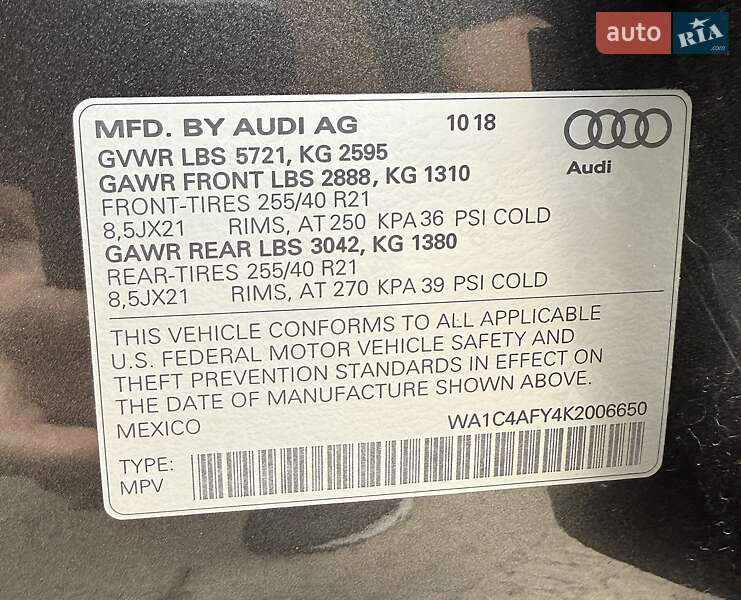 auto RIA
.com
MFD. BY AUDI AG 10 18
Audi
GVWR LBS 5721, KG 2595
GAWR FRONT LBS 2888, KG 1310
FRONT-TIRES 255/40 R21
8,5JX21 RIMS, AT 250 KPA 36 PSI COLD
GAWR REAR LBS 3042, KG 1380
REAR-TIRES 255/40 R21
8,5JX21 RIMS, AT 270 KPA 39 PSI COLD
THIS VEHICLE CONFORMS TO ALL APPLICABLE
U.S. FEDERAL MOTOR VEHICLE SAFETY AND
THEFT PREVENTION STANDARDS IN EFFECT ON
THE DATE OF MANUFACTURE SHOWN ABOVE.
MEXICO WA1C4AFY4K2006650
TYPE:
MPV